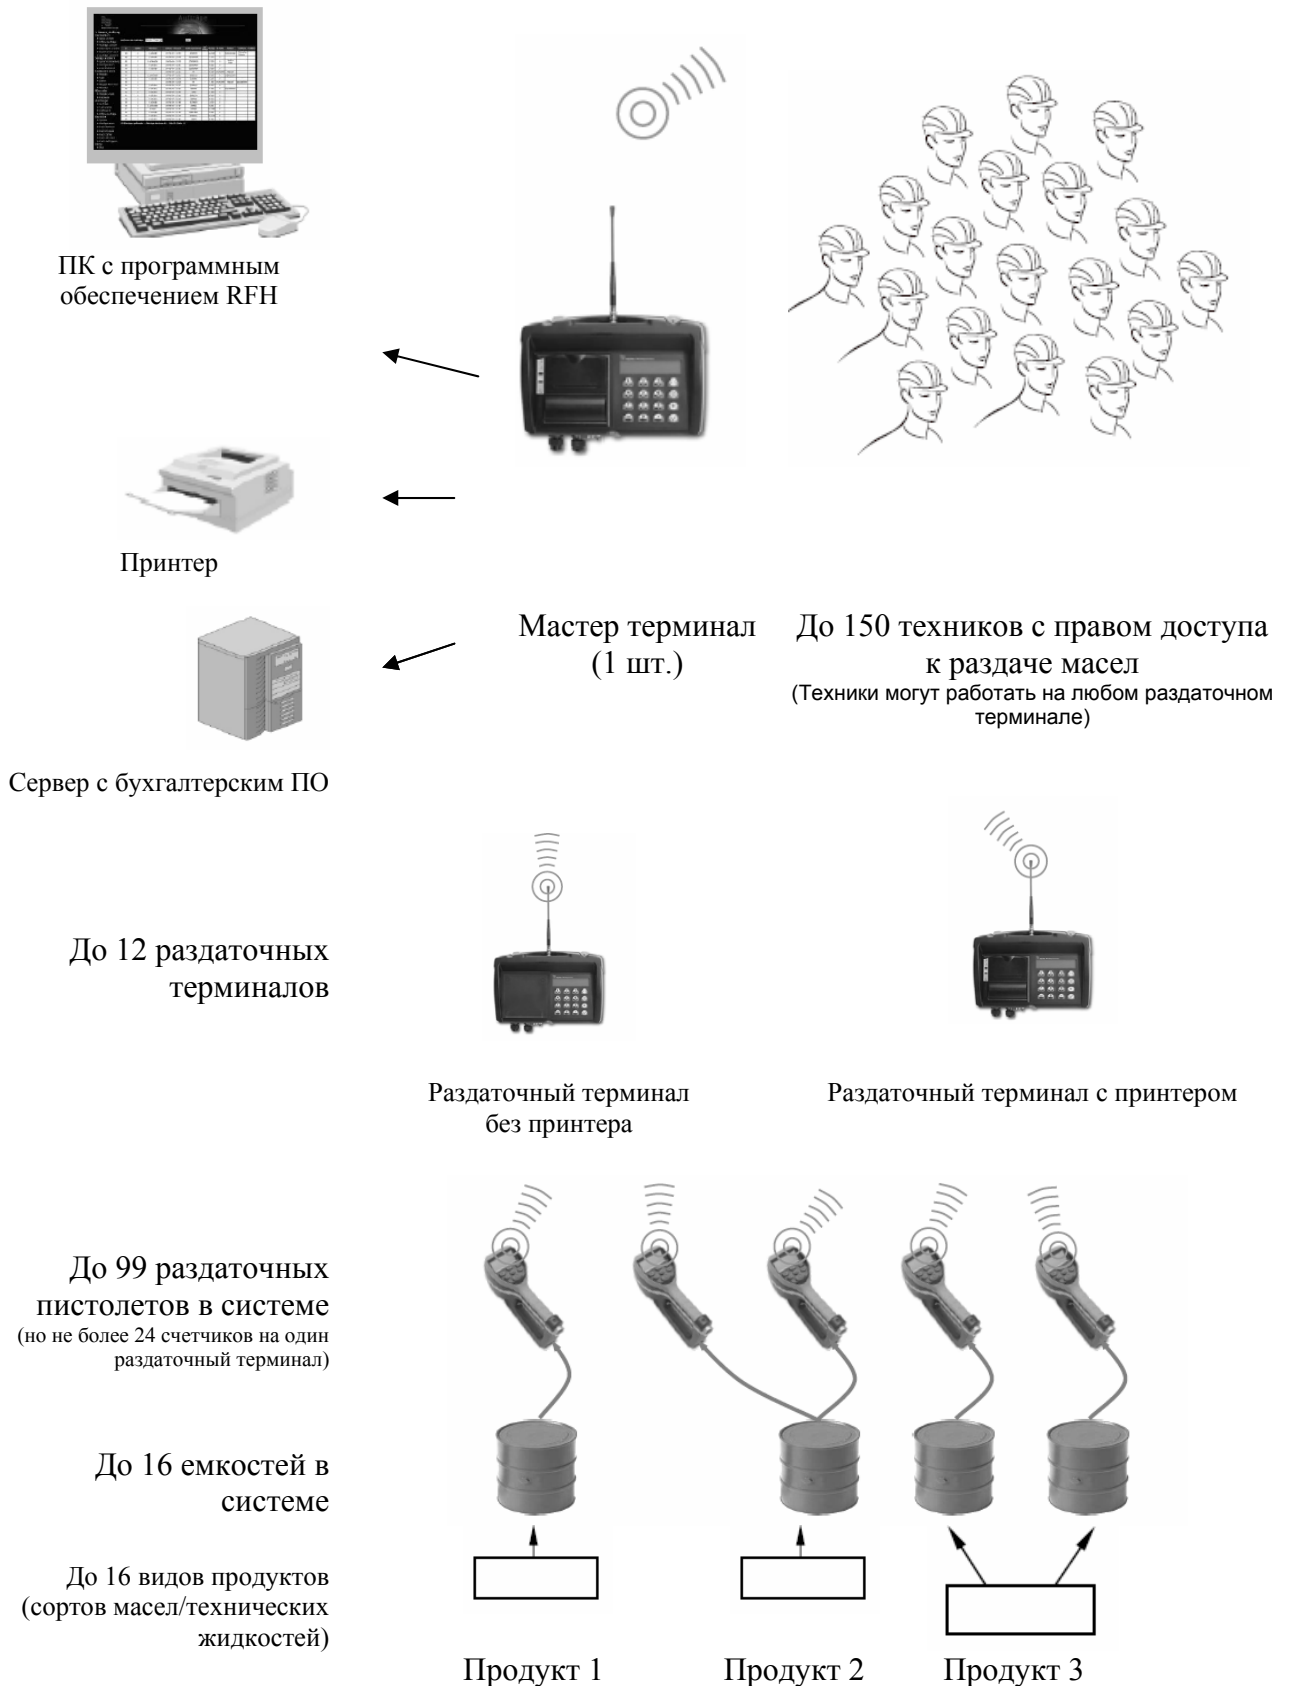 ПК с программным
обеспечением RFH
Принтер
Мастер терминал
(1 шт.)
До 150 техников с правом доступа
к раздаче масел
(Техники могут работать на любом раздаточном
терминале)
Сервер с бухгалтерским ПО
До 12 раздаточных
терминалов
Раздаточный терминал
без принтера
Раздаточный терминал с принтером
До 99 раздаточных
пистолетов в системе
(но не более 24 счетчиков на один
раздаточный терминал)
До 16 емкостей в
системе
До 16 видов продуктов
(сортов масел/технических
жидкостей)
Продукт 1
Продукт 2
Продукт 3